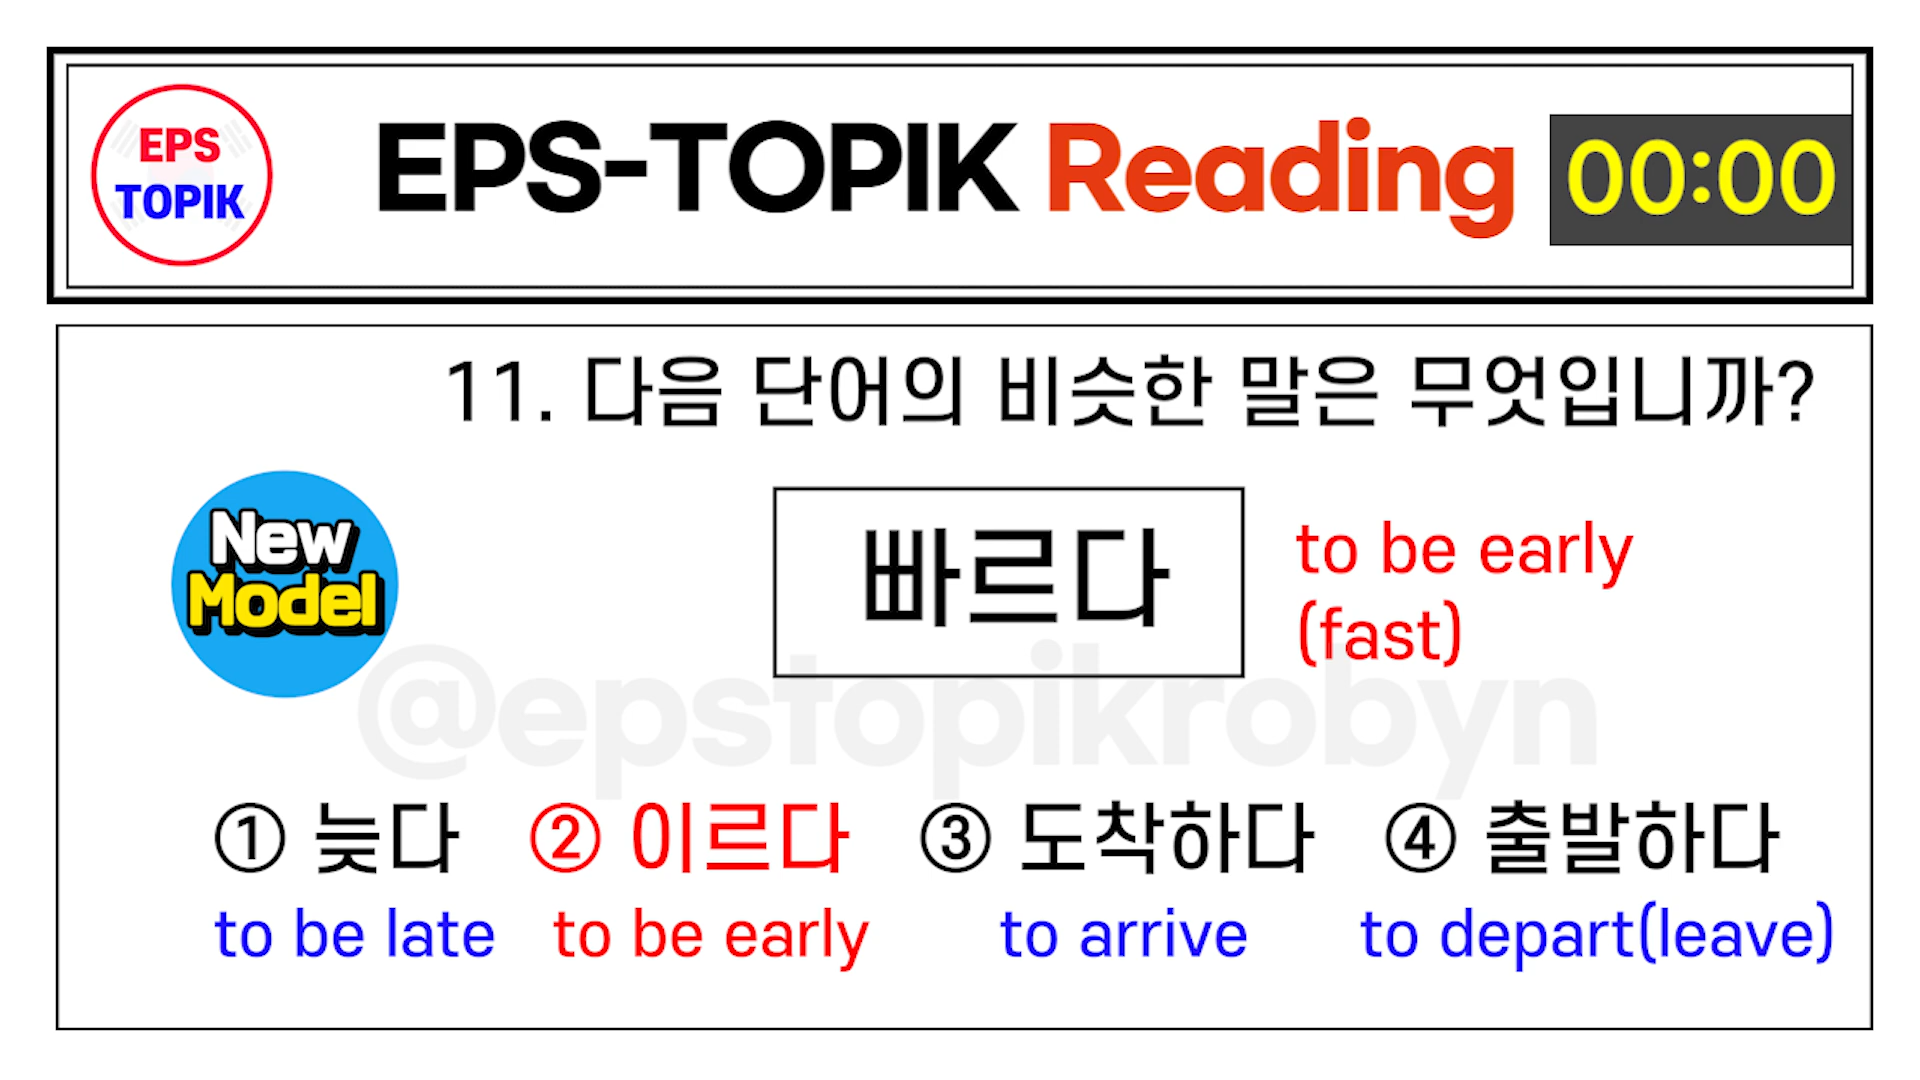 EPS
TOPIK
EPS-TOPIK Reading
00:00
11. 다음 단어의 비슷한 말은 무엇입니까?
New
Model
빠르다
to be early
(fast)
@epstopikrobyn
① 늦다 ② 이르다 ③ 도착하다 ④ 출발하다
to be late to be early to arrive to depart(leave)